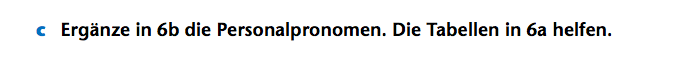 c Ergänze in 6b die Personalpronomen. Die Tabellen in 6a helfen.